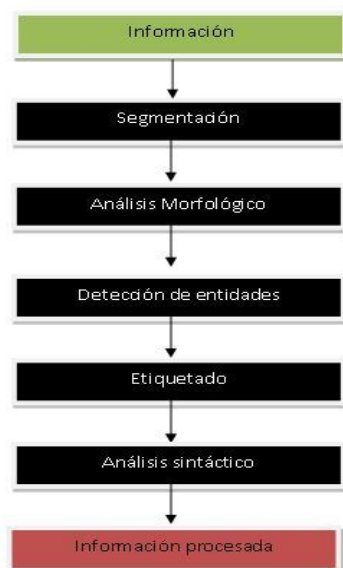 Información
Segmentación
Análisis Morfológico
Detección de entidades
Etiquetado
Análisis sintáctico
Información procesada